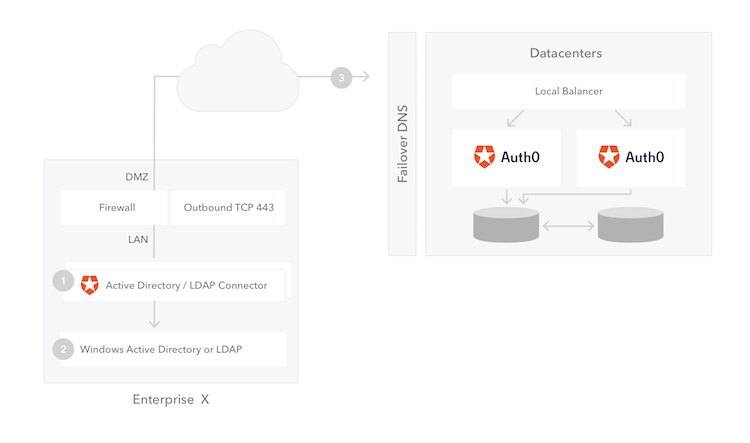 3
Failover DNS
Datacenters
Local Balancer
Auth0
Auth0
DMZ
Firewall
Outbound TCP 443
LAN
1
Active Directory / LDAP Connector
2
Windows Active Directory or LDAP
Enterprise X